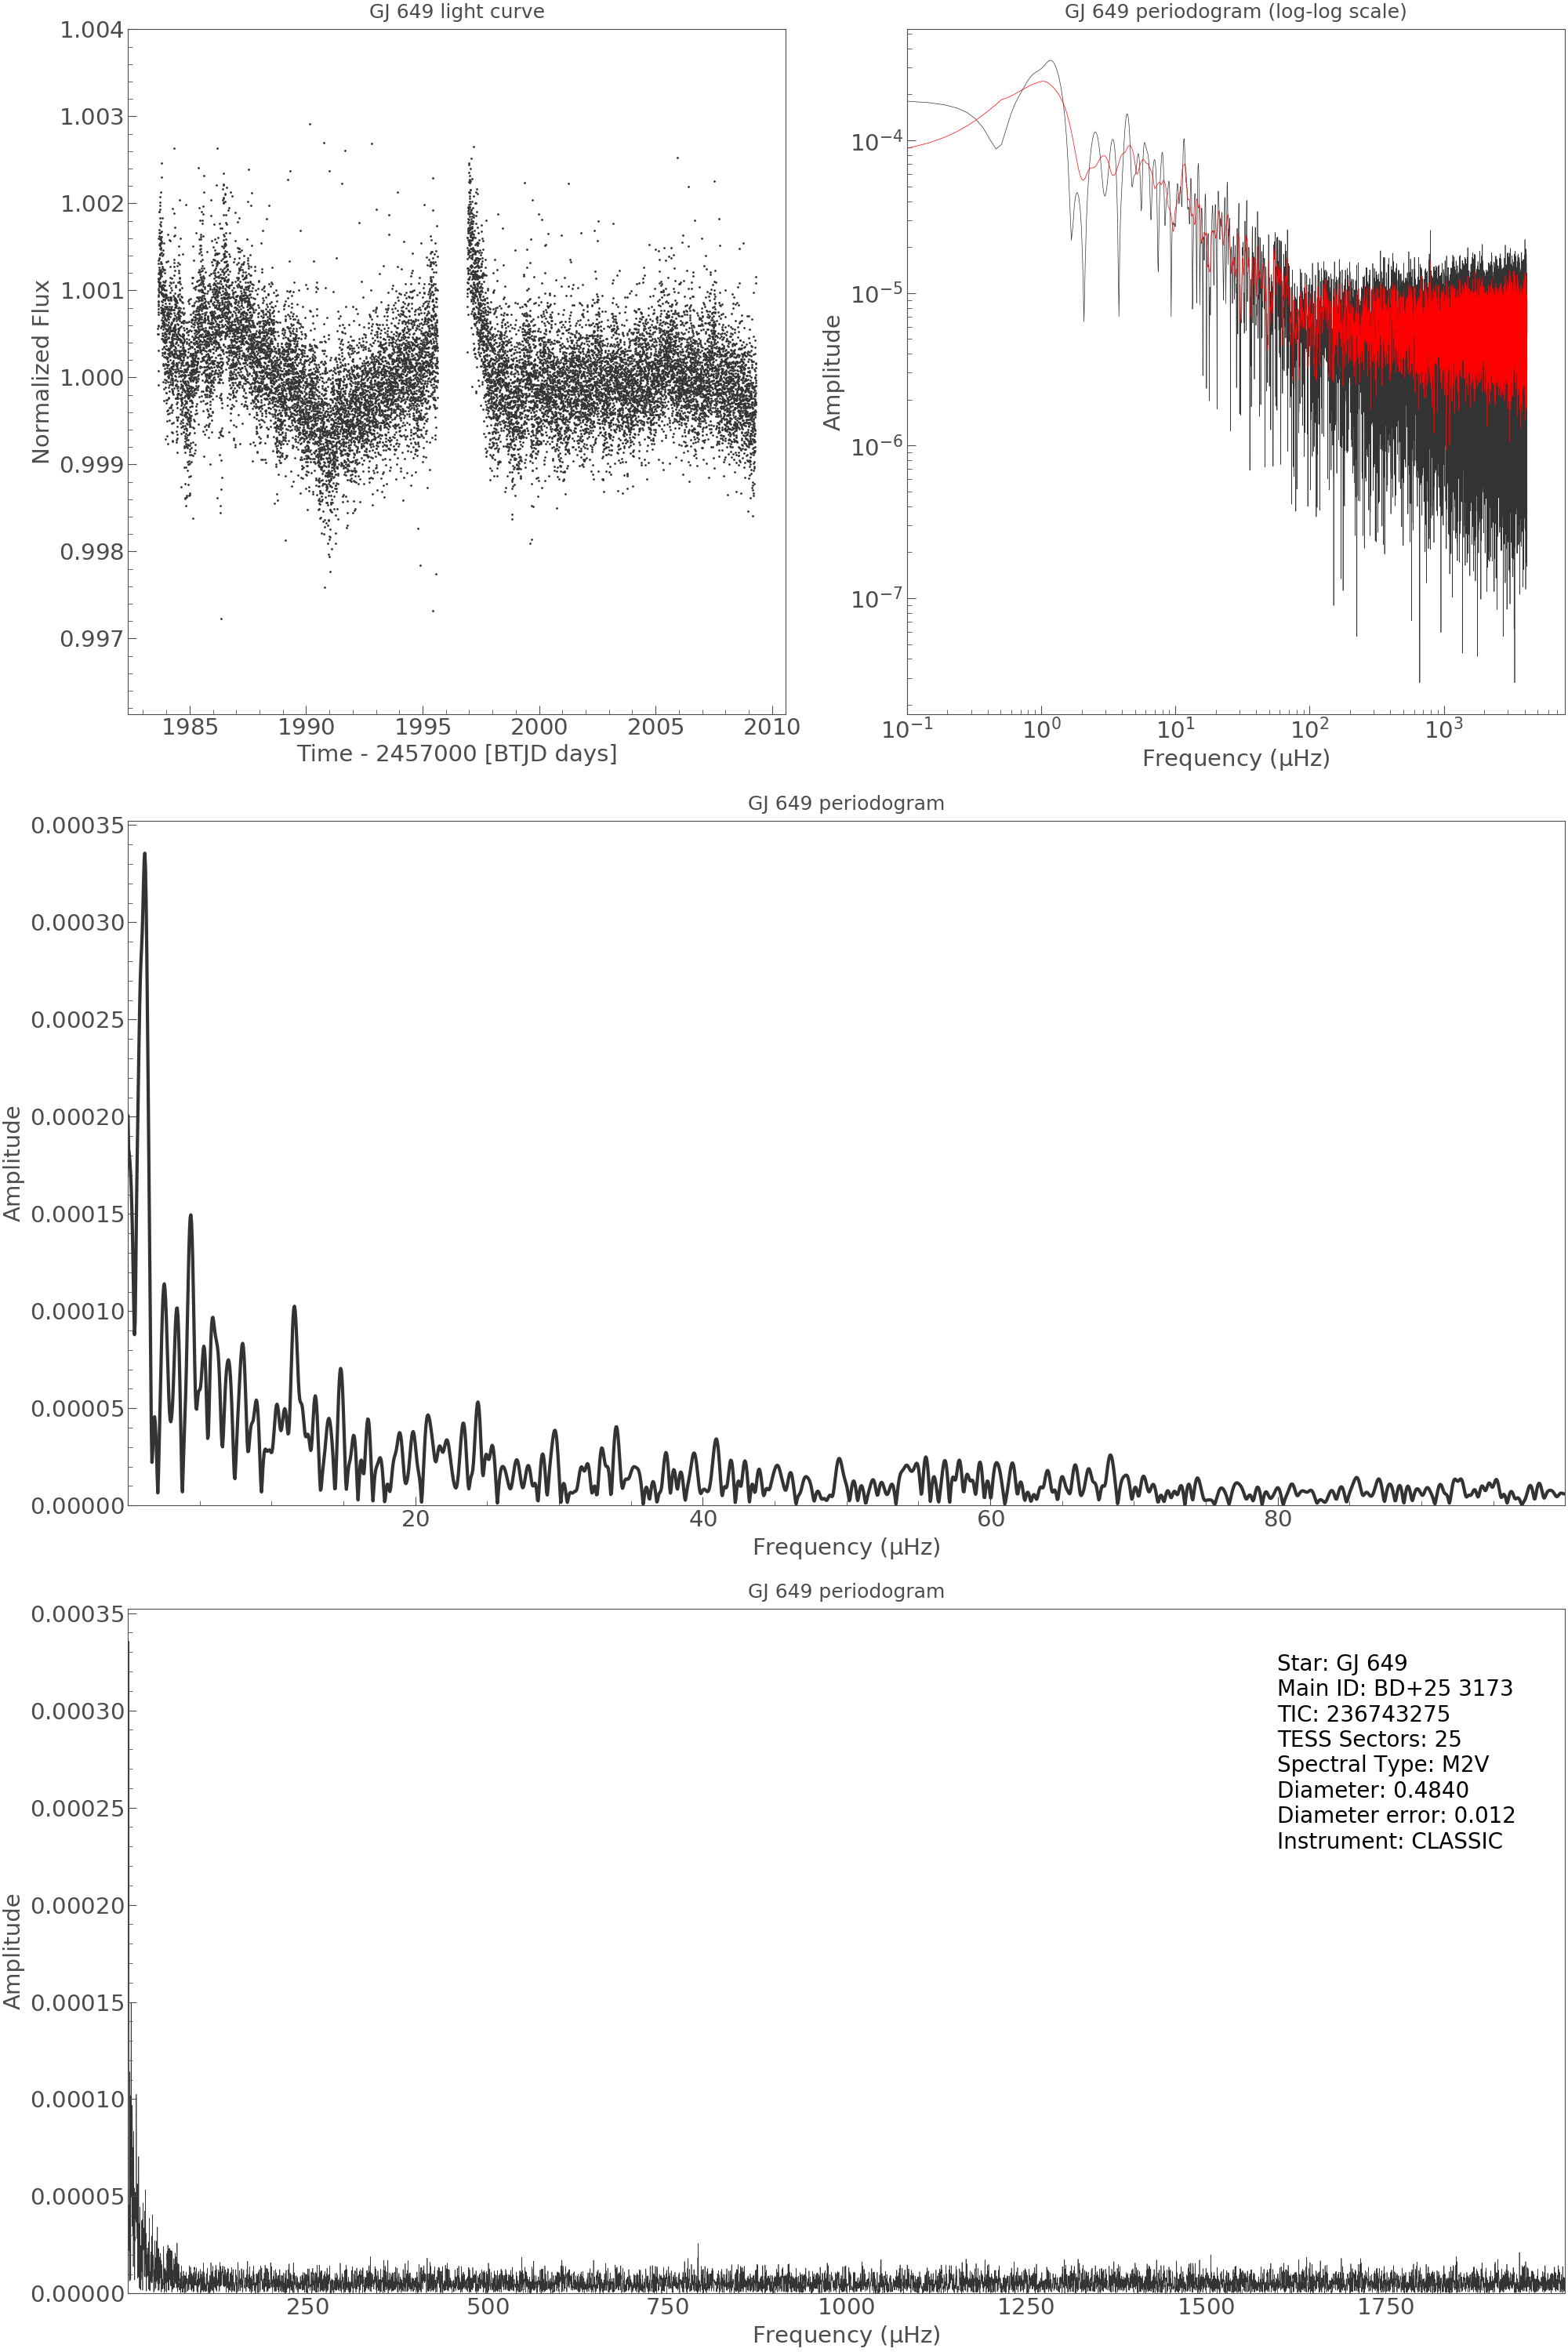 GJ 649 light curve
1.004
1.003
1.002
1.001
1.000
0.999
0.998
0.997
Normalized Flux
1985 1990 1995 2000 2005 2010
Time - 2457000 [BTJD days]
GJ 649 periodogram (log-log scale)
10⁻⁴
10⁻⁵
10⁻⁶
10⁻⁷
Amplitude
10⁻¹ 10⁰ 10¹ 10² 10³
Frequency (µHz)
GJ 649 periodogram
0.00035
0.00030
0.00025
0.00020
0.00015
0.00010
0.00005
0.00000
Amplitude
20 40 60 80
Frequency (µHz)
GJ 649 periodogram
0.00035
0.00030
0.00025
0.00020
0.00015
0.00010
0.00005
0.00000
Amplitude
Star: GJ 649
Main ID: BD+25 3173
TIC: 236743275
TESS Sectors: 25
Spectral Type: M2V
Diameter: 0.4840
Diameter error: 0.012
Instrument: CLASSIC
250 500 750 1000 1250 1500 1750
Frequency (µHz)